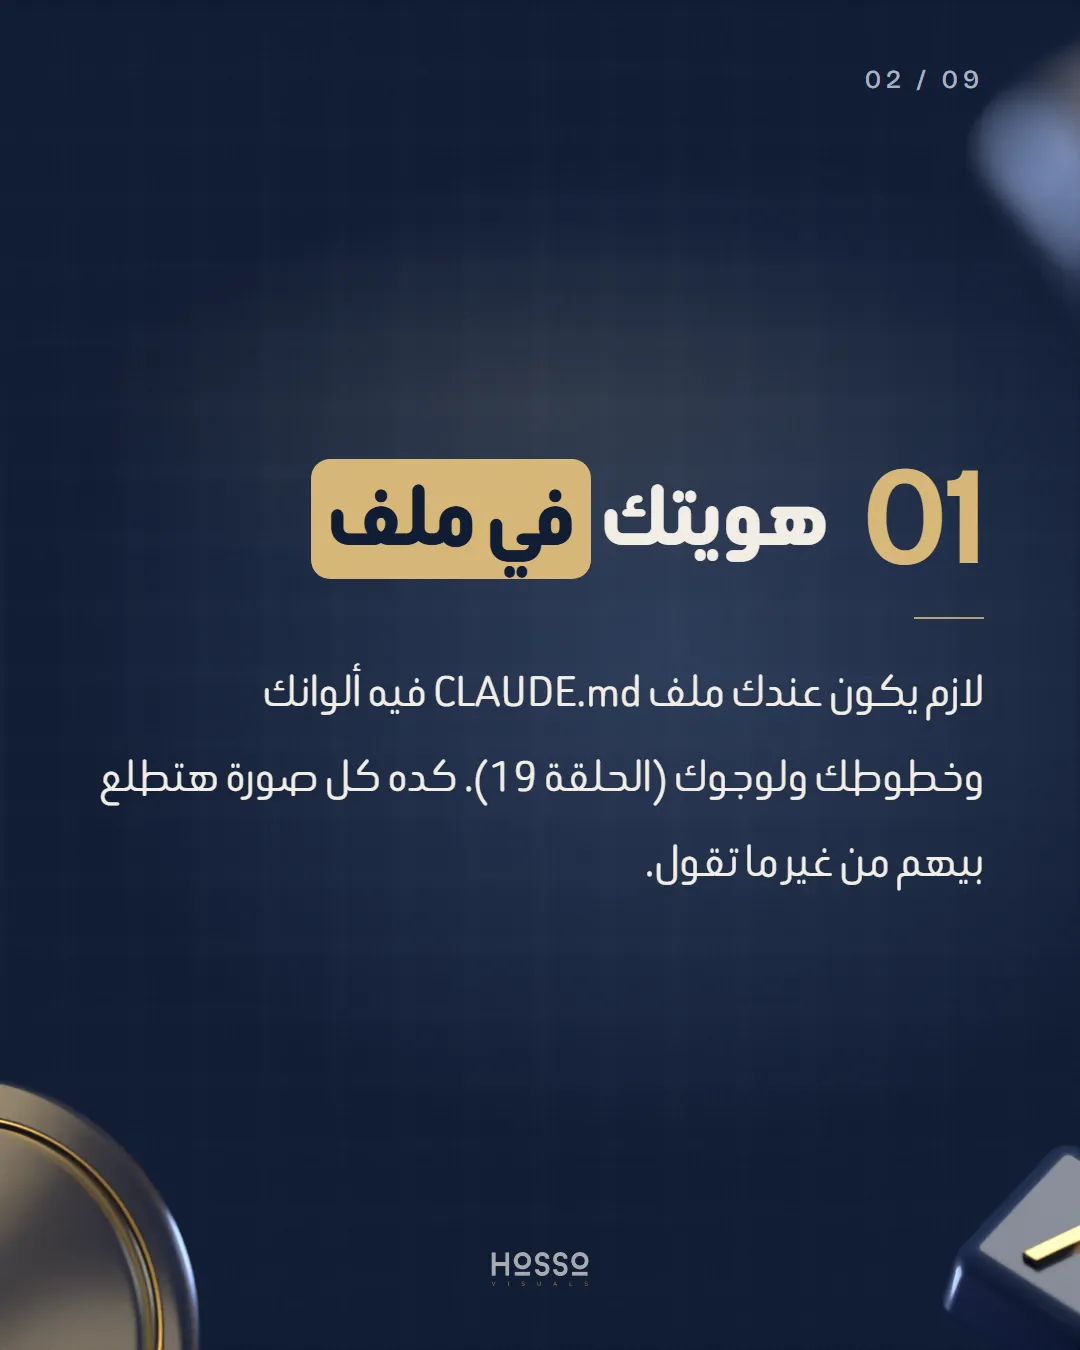 02 / 09
01 هويتك في ملف
لازم يكون عندك ملف CLAUDE.md فيه ألوانك
وخطوطك ولوجوك (الحلقة 19). كده كل صورة هتطلع
بيهم من غير ما تقول.
HOSSO
VISUALS